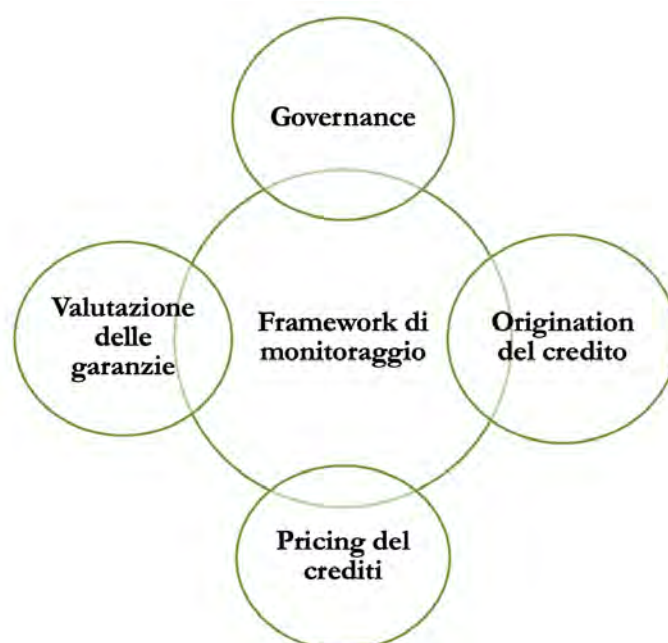 Governance
Valutazione
delle
garanzie
Framework di
monitoraggio
Origination
del credito
Pricing del
crediti